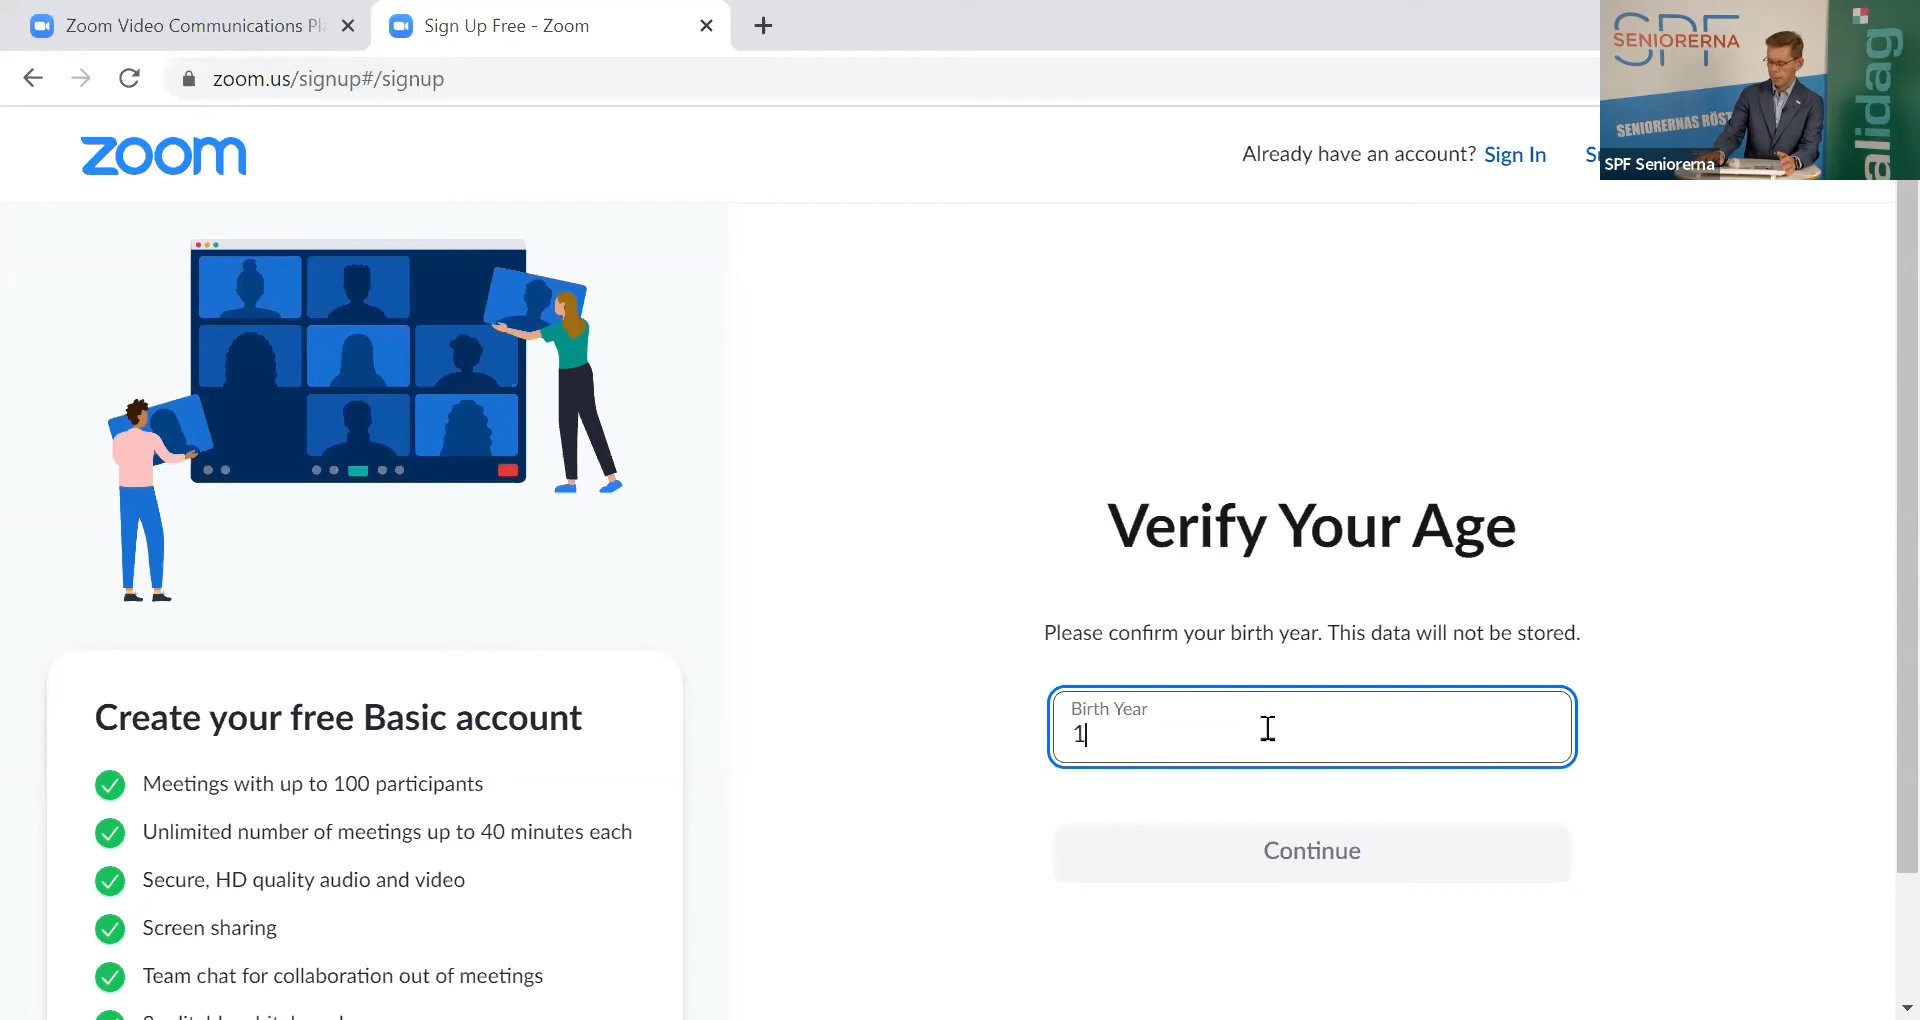 Zoom Video Communications Pl
Sign Up Free - Zoom
zoom.us/signup#/signup
zoom
Already have an account? Sign In
SPF
SENIORERNA
SENIORERNAS RÖST
alidag
SPF Seniorerna
Verify Your Age
Please confirm your birth year. This data will not be stored.
Birth Year
1
Continue
Create your free Basic account
Meetings with up to 100 participants
Unlimited number of meetings up to 40 minutes each
Secure, HD quality audio and video
Screen sharing
Team chat for collaboration out of meetings